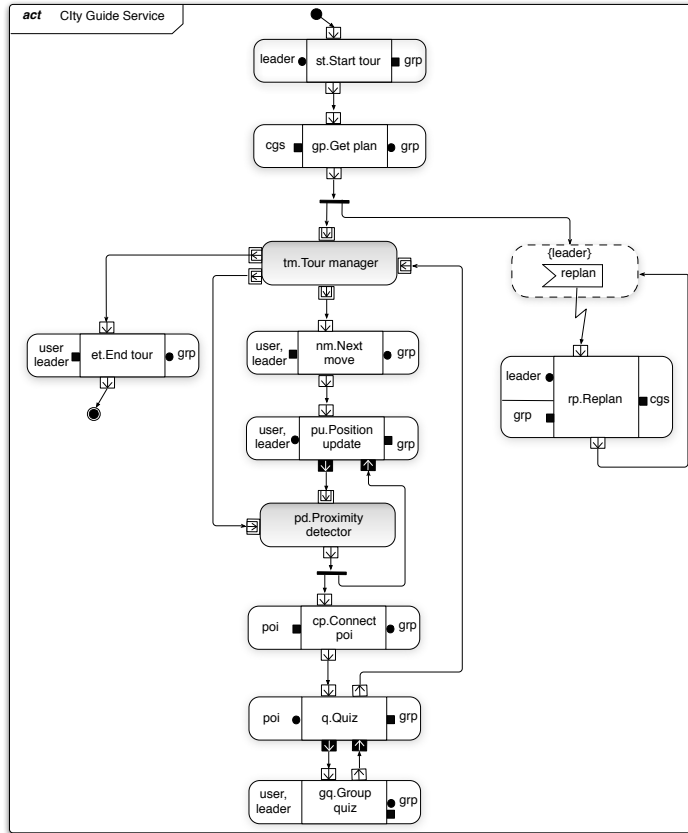 act CIty Guide Service
leader
st.Start tour
grp
cgs
gp.Get plan
grp
tm.Tour manager
{leader}
replan
user
leader
et.End tour
grp
user,
leader
nm.Next
move
grp
leader
grp
rp.Replan
cgs
user,
leader
pu.Position
update
grp
pd.Proximity
detector
poi
cp.Connect
poi
grp
poi
q.Quiz
grp
user,
leader
gq.Group
quiz
grp